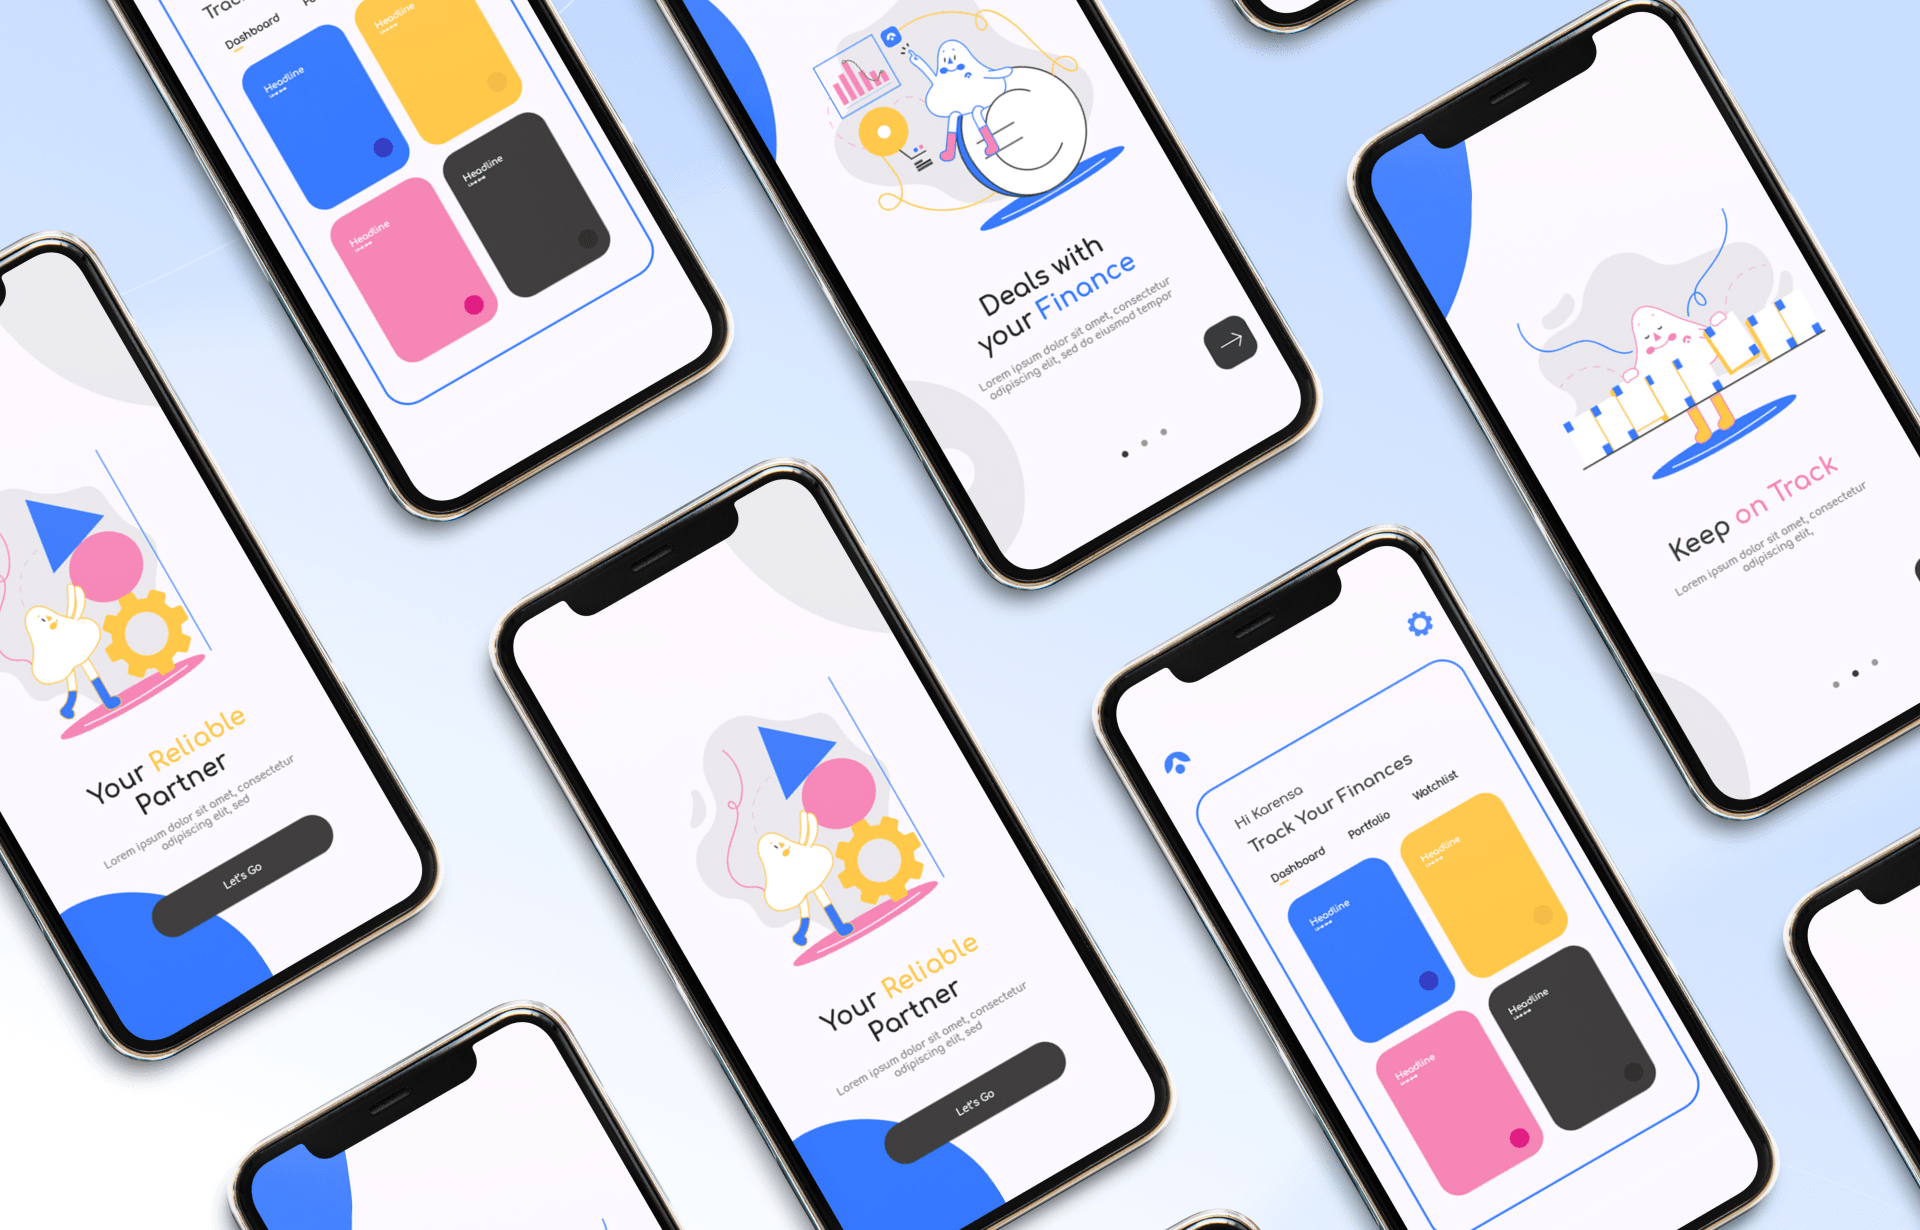 Track
Dashboard
Headline
Headline
Headline
Headline
Deals with
your Finance
Lorem ipsum dolor sit amet, consectetur
adipiscing elit, sed do eiusmod tempor
Keep on Track
Lorem ipsum dolor sit amet, consectetur
adipiscing elit,
Your Reliable
Partner
Lorem ipsum dolor sit amet, consectetur
adipiscing elit, sed
Let's Go
Your Reliable
Partner
Lorem ipsum dolor sit amet, consectetur
adipiscing elit, sed
Let's Go
Hi Karensa
Track Your Finances
Dashboard Portfolio Watchlist
Headline
Headline
Headline
Headline